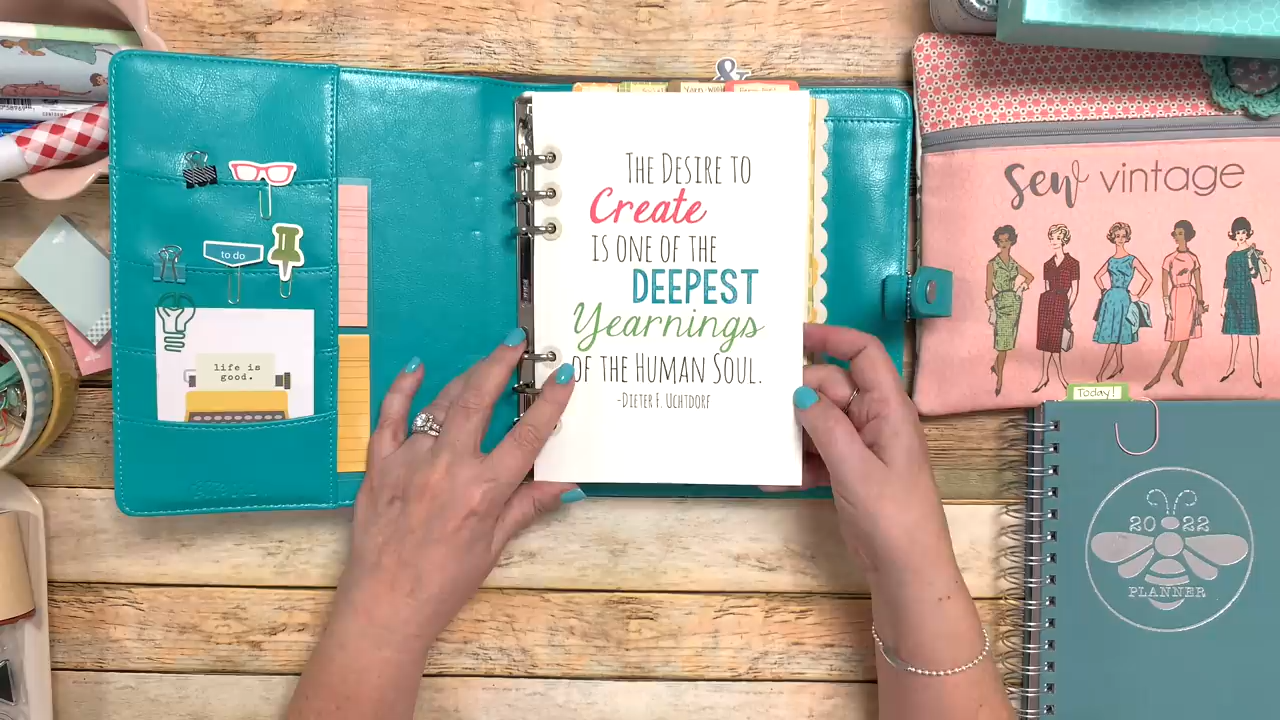 to do
life is
good.
The Desire to
Create
is one of the
DEEPEST
Yearnings
of the Human Soul.
-Dieter F. Uchtdorf
&
Sew vintage
Today!
2022
PLANNER